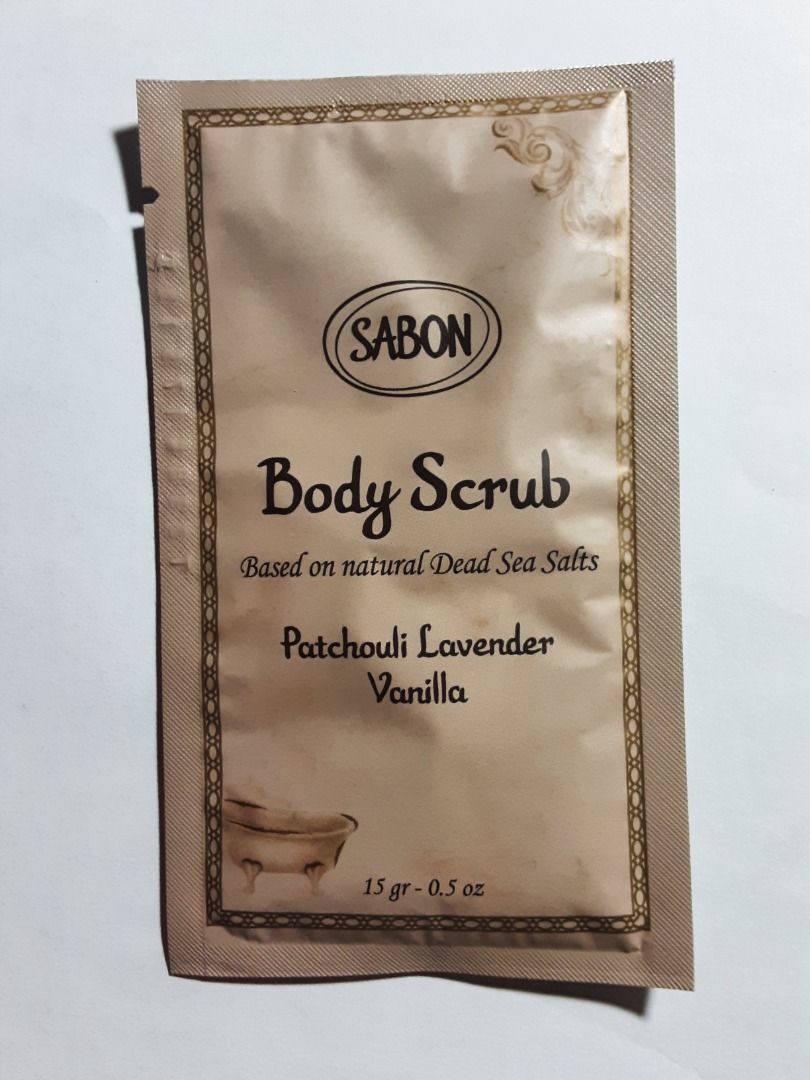 SABON
Body Scrub
Based on natural Dead Sea Salts
Patchouli Lavender
Vanilla
15 gr - 0.5 oz